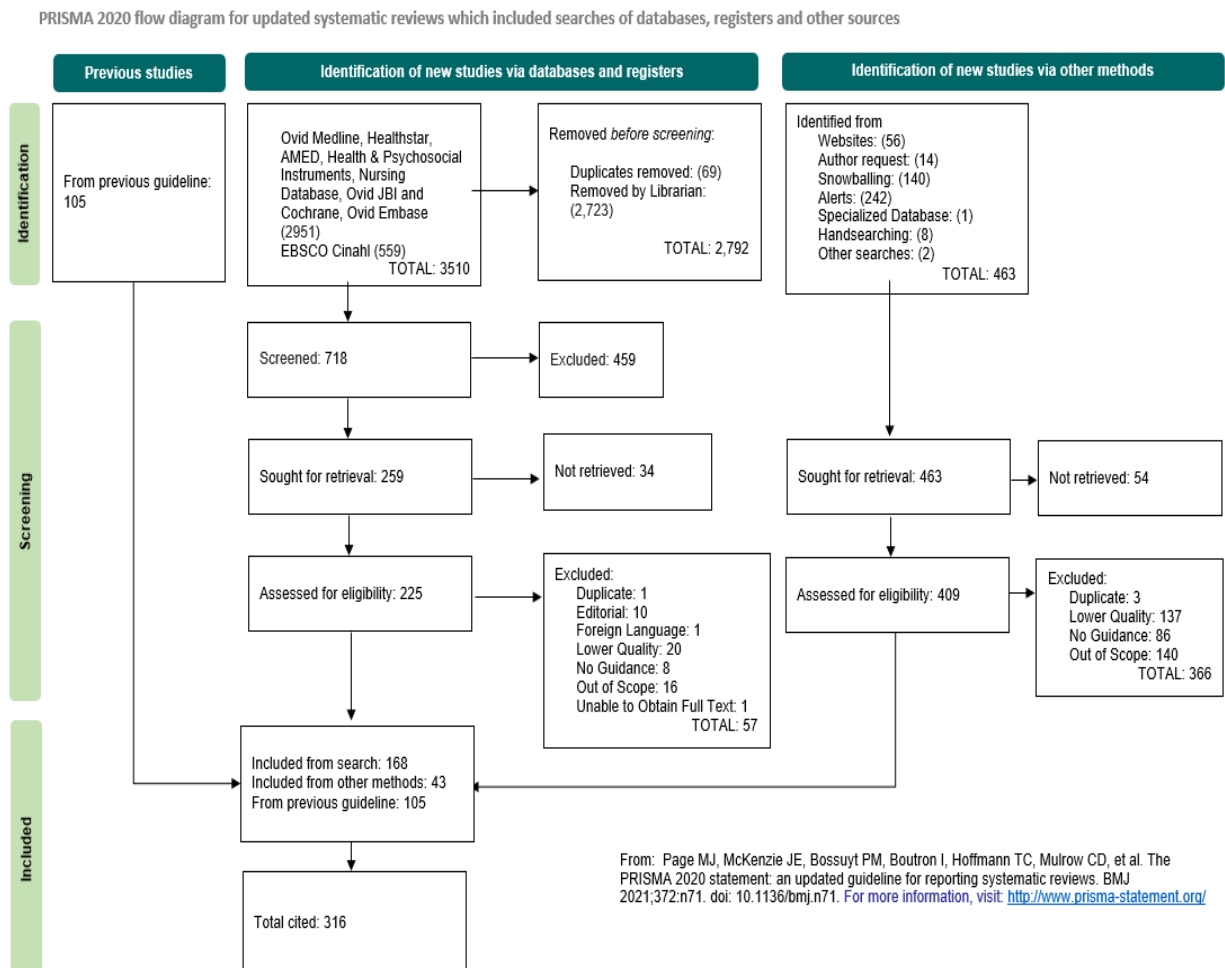 PRISMA 2020 flow diagram for updated systematic reviews which included searches of databases, registers and other sources
Previous studies
Identification of new studies via databases and registers
Identification of new studies via other methods
Identification
From previous guideline:
105
Ovid Medline, Healthstar,
AMED, Health & Psychosocial
Instruments, Nursing
Database, Ovid JBI and
Cochrane, Ovid Embase
(2951)
EBSCO Cinahl (559)
TOTAL: 3510
Removed before screening:
Duplicates removed: (69)
Removed by Librarian:
(2,723)
TOTAL: 2,792
Identified from
Websites: (56)
Author request: (14)
Snowballing: (140)
Alerts: (242)
Specialized Database: (1)
Handsearching: (8)
Other searches: (2)
TOTAL: 463
Screening
Screened: 718
Excluded: 459
Sought for retrieval: 259
Not retrieved: 34
Sought for retrieval: 463
Not retrieved: 54
Assessed for eligibility: 225
Excluded:
Duplicate: 1
Editorial: 10
Foreign Language: 1
Lower Quality: 20
No Guidance: 8
Out of Scope: 16
Unable to Obtain Full Text: 1
TOTAL: 57
Assessed for eligibility: 409
Excluded:
Duplicate: 3
Lower Quality: 137
No Guidance: 86
Out of Scope: 140
TOTAL: 366
Included
Included from search: 168
Included from other methods: 43
From previous guideline: 105
Total cited: 316
From: Page MJ, McKenzie JE, Bossuyt PM, Boutron I, Hoffmann TC, Mulrow CD, et al. The
PRISMA 2020 statement: an updated guideline for reporting systematic reviews. BMJ
2021;372:n71. doi: 10.1136/bmj.n71. For more information, visit: http://www.prisma-statement.org/